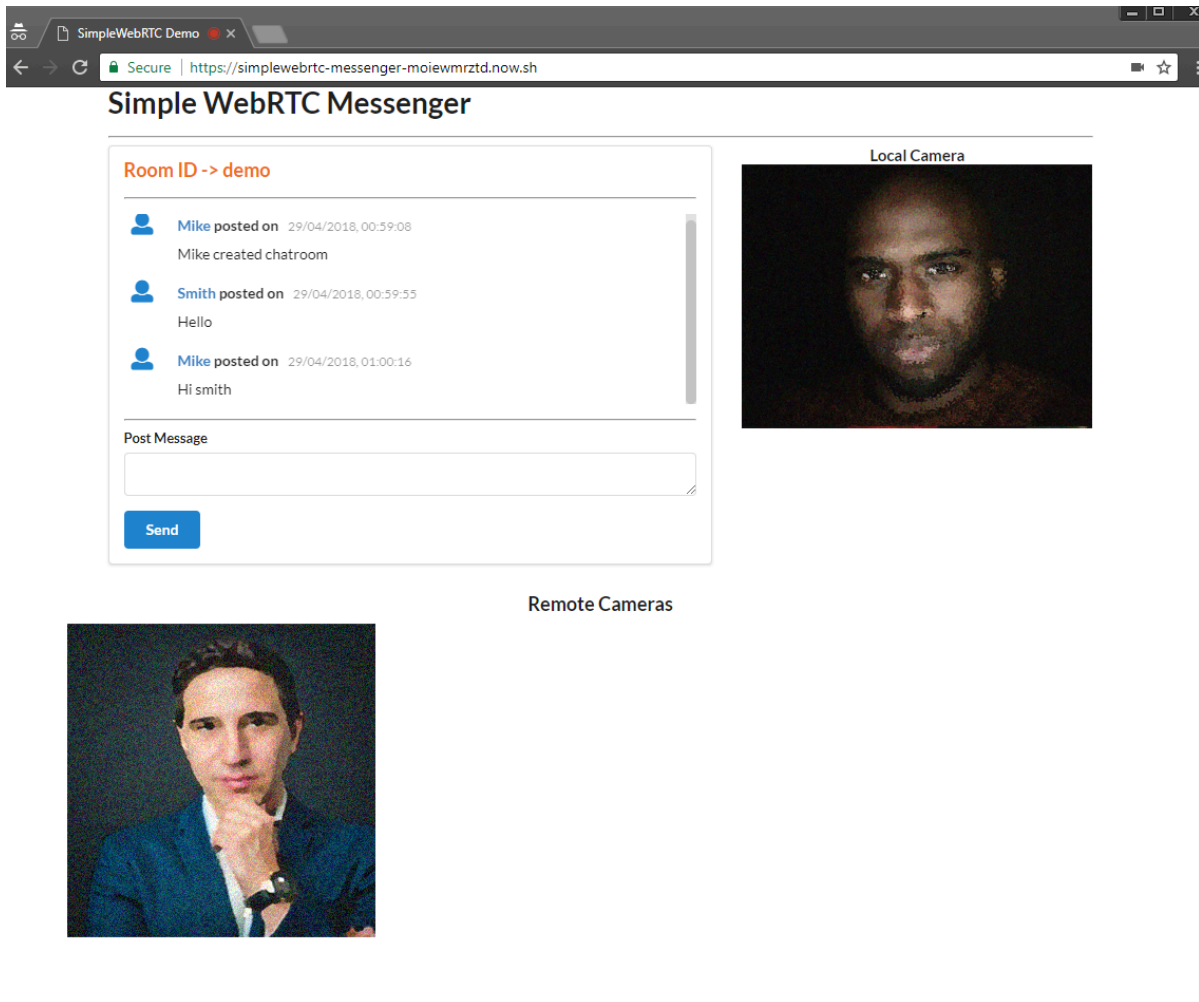 SimpleWebRTC Demo
Secure | https://simplewebrtc-messenger-moiewmrztd.now.sh
Simple WebRTC Messenger
Room ID -> demo
Mike posted on 29/04/2018, 00:59:08
Mike created chatroom
Smith posted on 29/04/2018, 00:59:55
Hello
Mike posted on 29/04/2018, 01:00:16
Hi smith
Post Message
Send
Local Camera
Remote Cameras